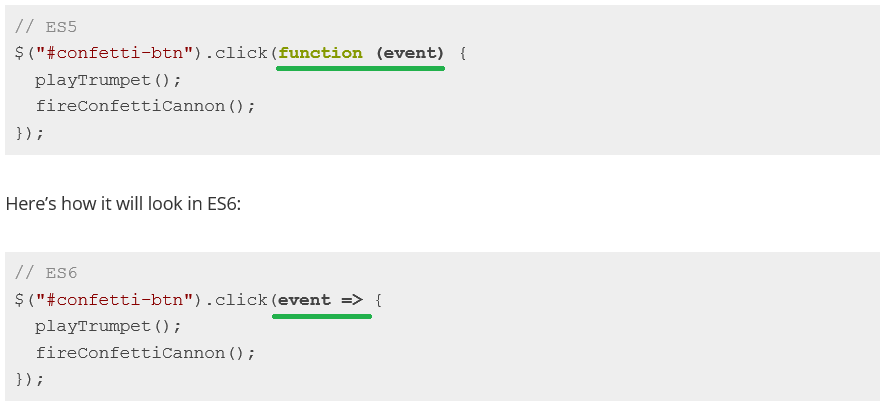 // ES5
$("#confetti-btn").click(function (event) {
  playTrumpet();
  fireConfettiCannon();
});
Here’s how it will look in ES6:
// ES6
$("#confetti-btn").click(event => {
  playTrumpet();
  fireConfettiCannon();
});